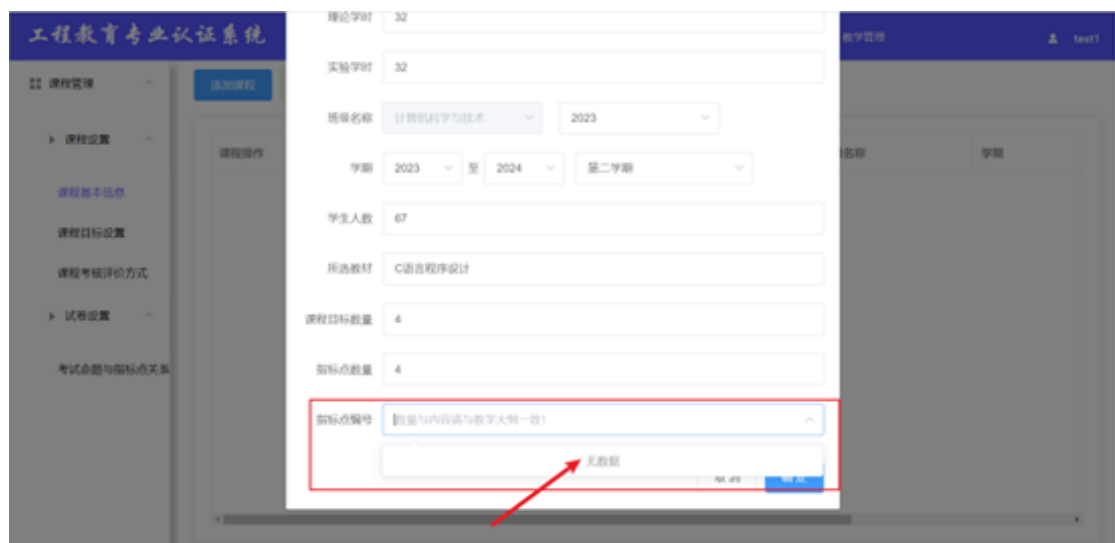 工程教育专业认证系统
教学管理
test1
课程管理
添加课程
课程设置
课程基本信息
课程目标设置
课程考核评价方式
试卷设置
考试命题与指标点关系
课程操作
名称
学期
理论学时 32
实验学时 32
班级名称 计算机科学与技术 2023
学期 2023 至 2024 第二学期
学生人数 67
所选教材 C语言程序设计
课程目标数量 4
指标点数量 4
指标点编号 数量与内容请与教学大纲一致!
无数据
取消 确定